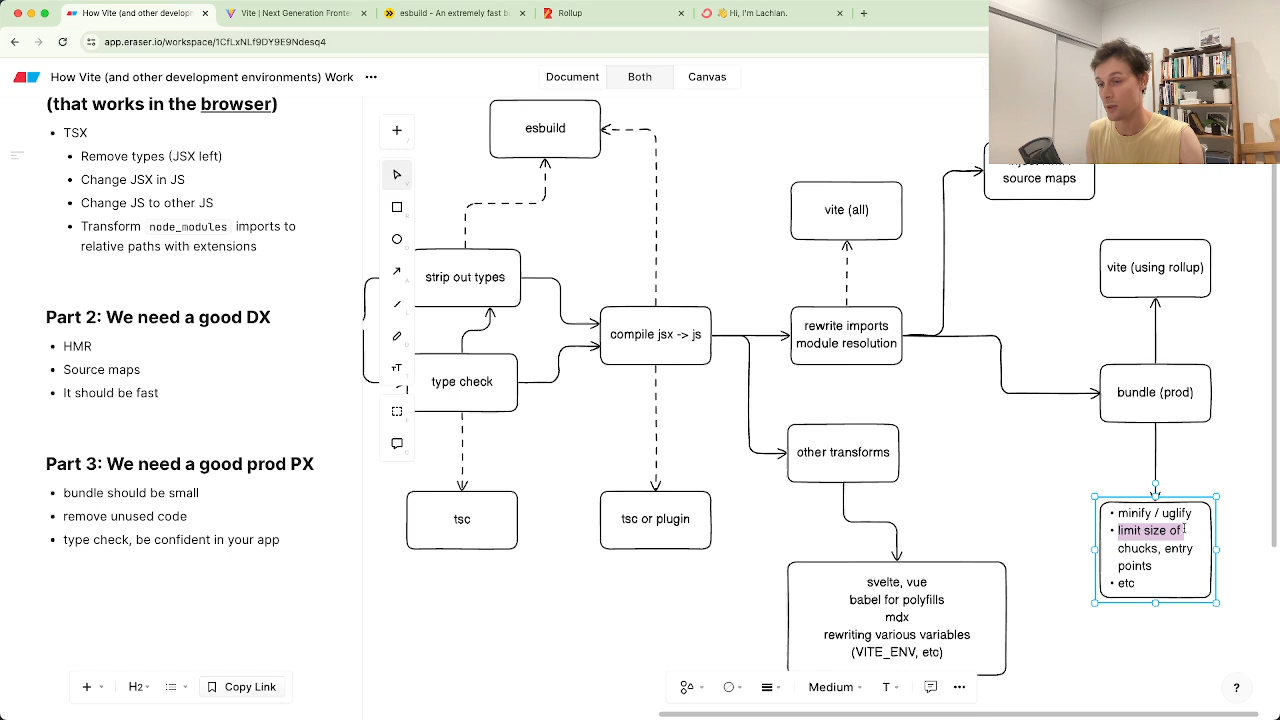 How Vite (and other develop
Vite | Next Generation Fronte
esbuild - An extremely fast b
Rollup
👋 Hi, I'm Lachlan.
app.eraser.io/workspace/1CfLxNLf9DY9E9Ndesq4
How Vite (and other development environments) Work
Document
Both
Canvas
(that works in the browser)
TSX
Remove types (JSX left)
Change JSX in JS
Change JS to other JS
Transform node_modules imports to
relative paths with extensions
Part 2: We need a good DX
HMR
Source maps
It should be fast
Part 3: We need a good prod PX
bundle should be small
remove unused code
type check, be confident in your app
H2
Copy Link
esbuild
strip out types
type check
tsc
compile jsx -> js
tsc or plugin
vite (all)
rewrite imports
module resolution
other transforms
svelte, vue
babel for polyfills
mdx
rewriting various variables
(VITE_ENV, etc)
source maps
vite (using rollup)
bundle (prod)
• minify / uglify
• limit size of
chucks, entry
points
• etc
Medium
T
?